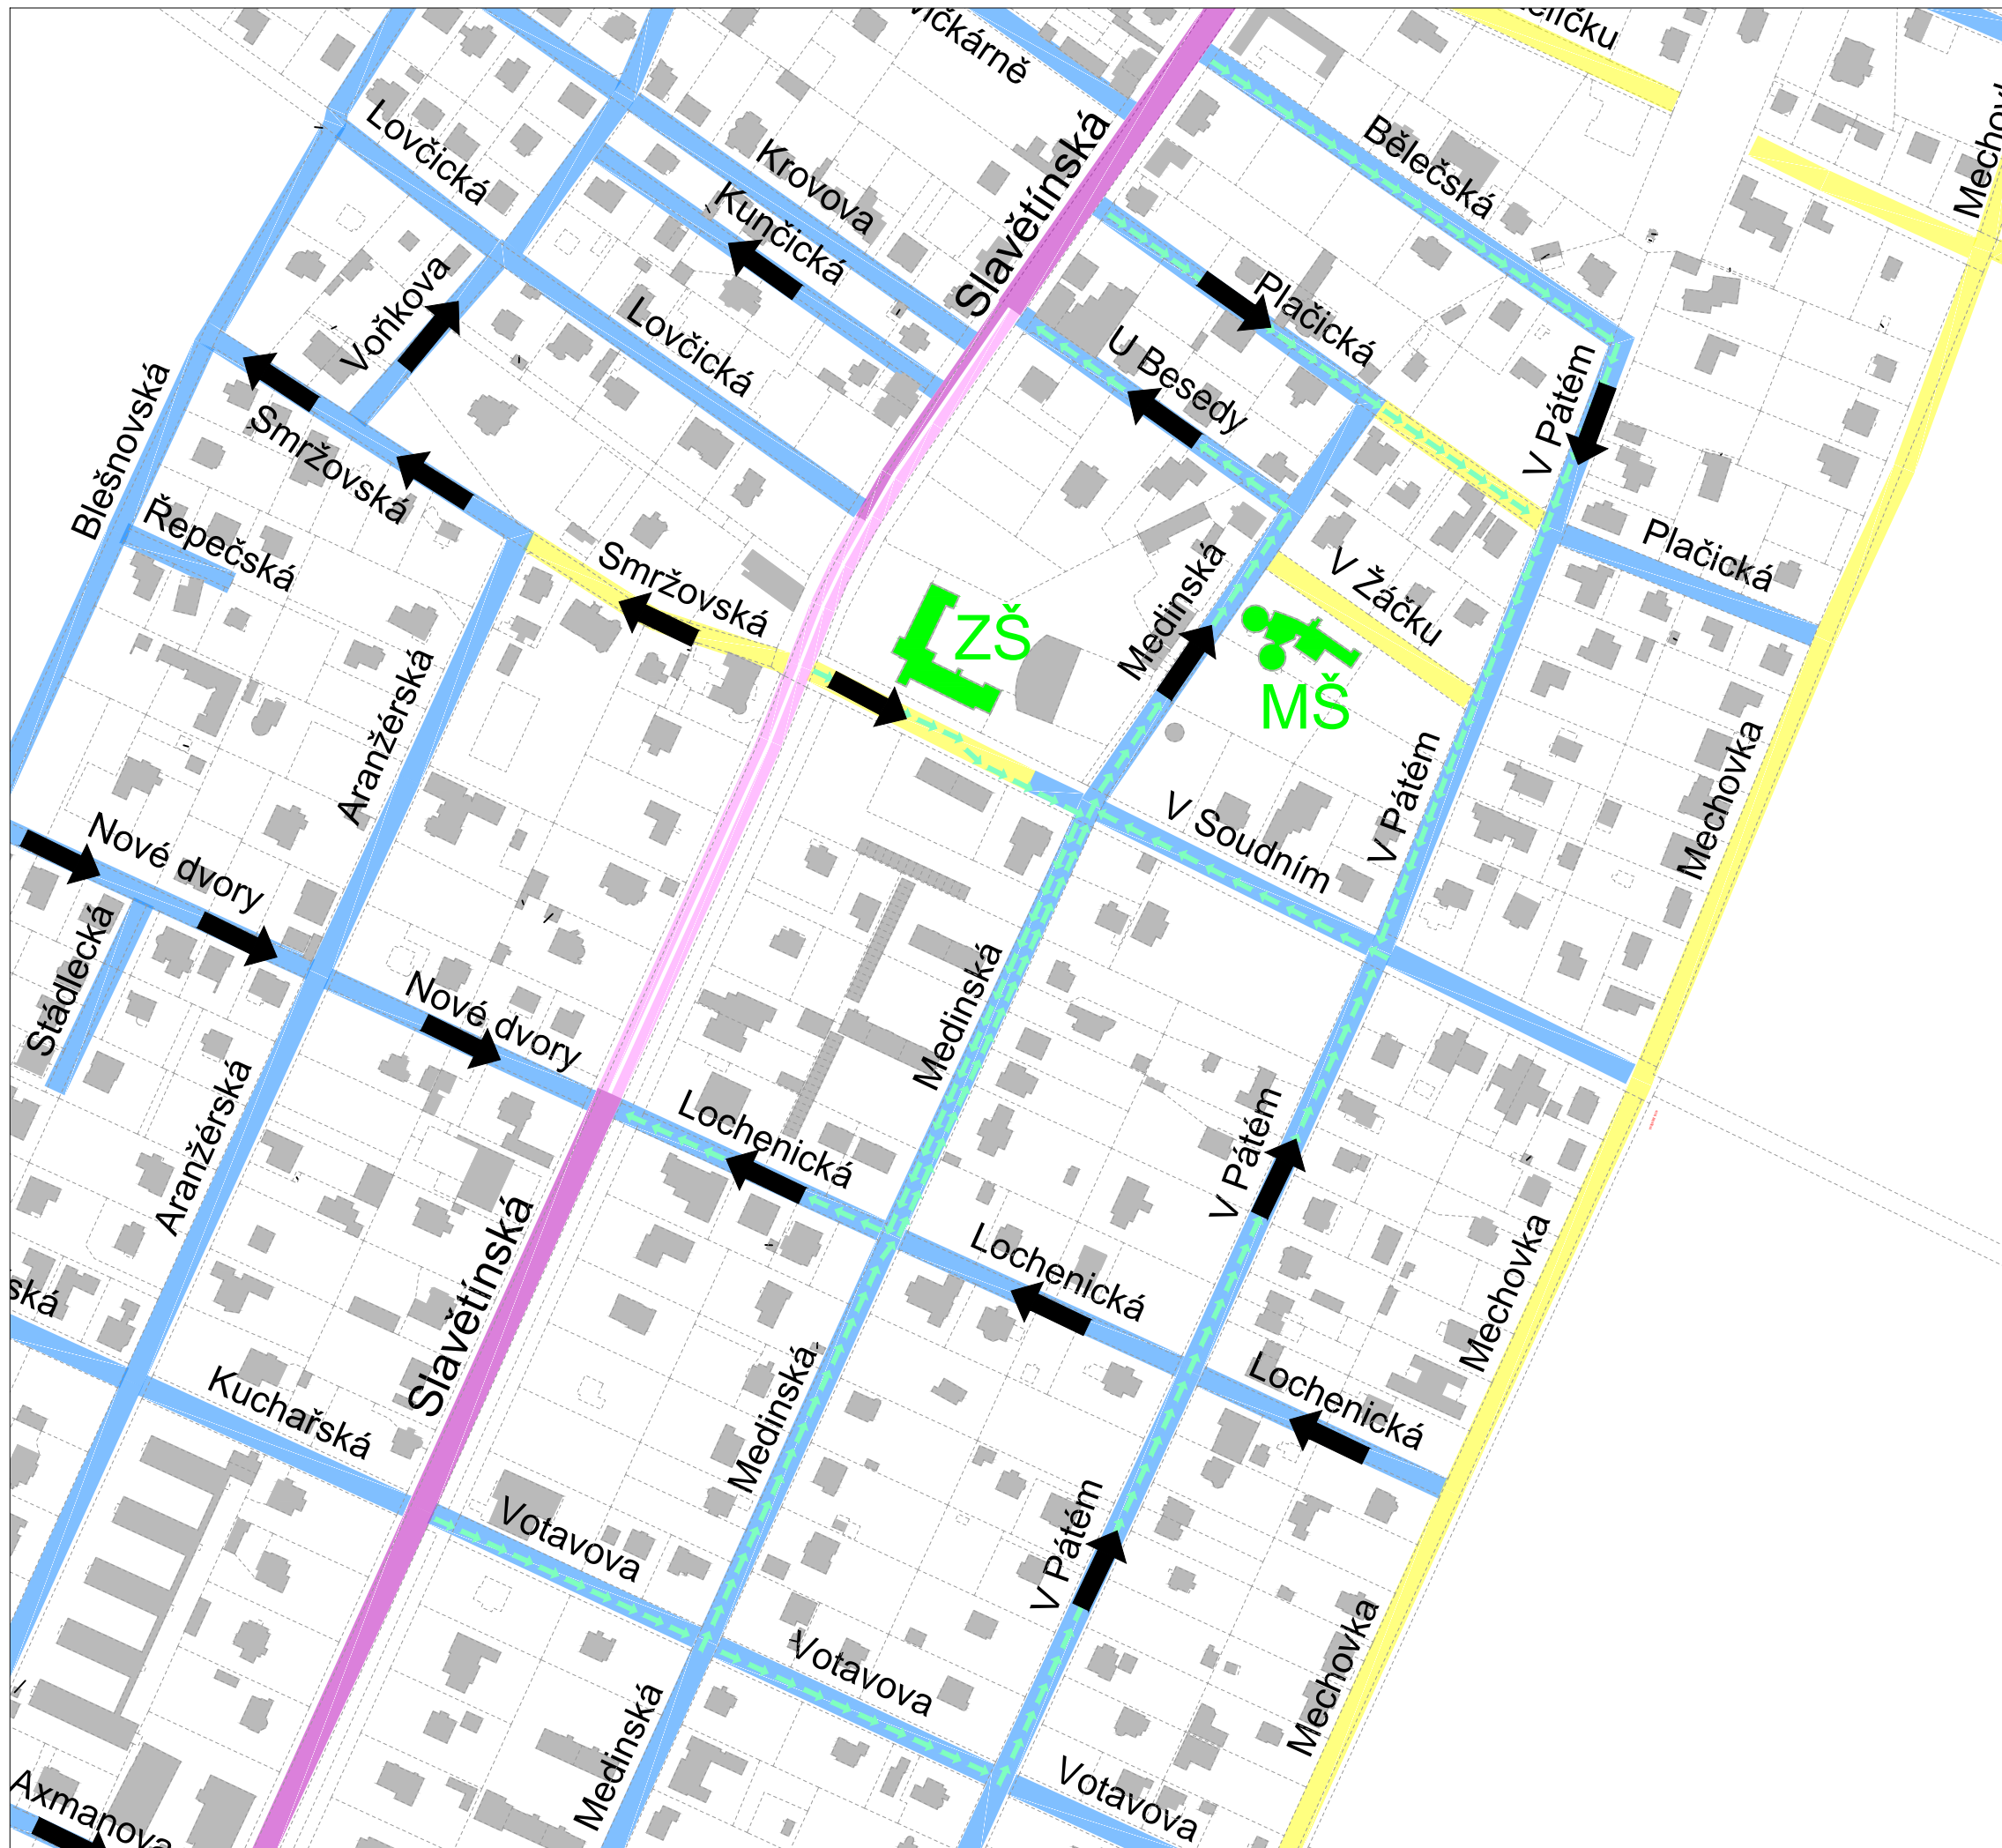 Bělečská
Lovčická
Krovova
Kunčická
Slavětínská
Plačická
Voňkova
Lovčická
U Besedy
V Pátém
Blešnovská
Smržovská
Řepečská
Smržovská
Plačická
V Žáčku
Medinská
ZŠ
MŠ
Aranžérská
V Pátém
Mechovka
V Soudním
Nové dvory
Stádlecká
Nové dvory
Medinská
Lochenická
V Pátém
Aranžérská
Slavětínská
Lochenická
Mechovka
Kuchařská
Medinská
Lochenická
Votavova
V Pátém
Votavova
Mechovka
Medinská
Votavova
Axmanova